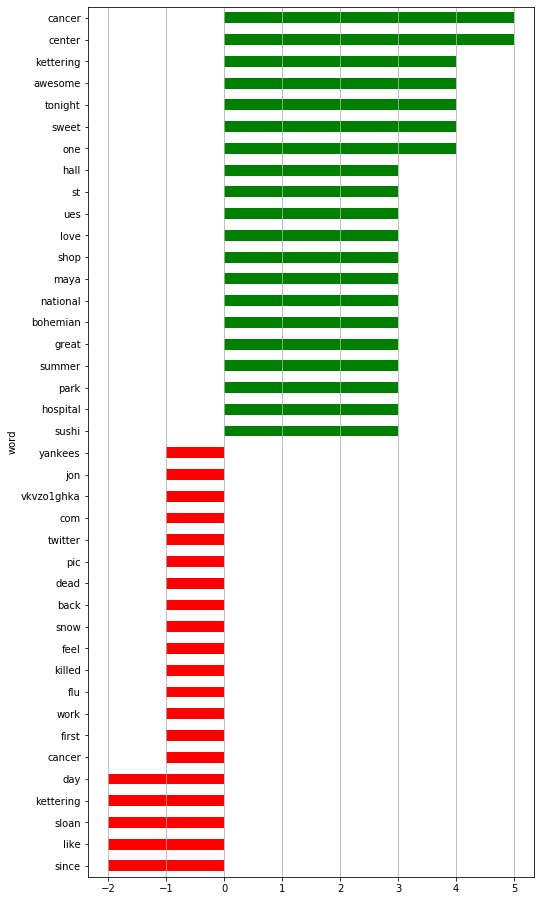 cancer
center
kettering
awesome
tonight
sweet
one
hall
st
ues
love
shop
maya
national
bohemian
great
summer
park
hospital
sushi
word
yankees
jon
vkvzo1ghka
com
twitter
pic
dead
back
snow
feel
killed
flu
work
first
cancer
day
kettering
sloan
like
since
−2 −1 0 1 2 3 4 5